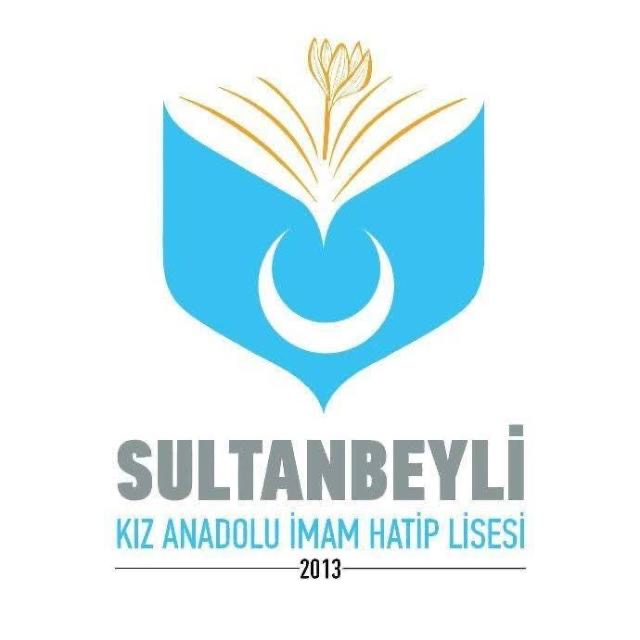 SULTANBEYLİ
KIZ ANADOLU İMAM HATİP LİSESİ
2013